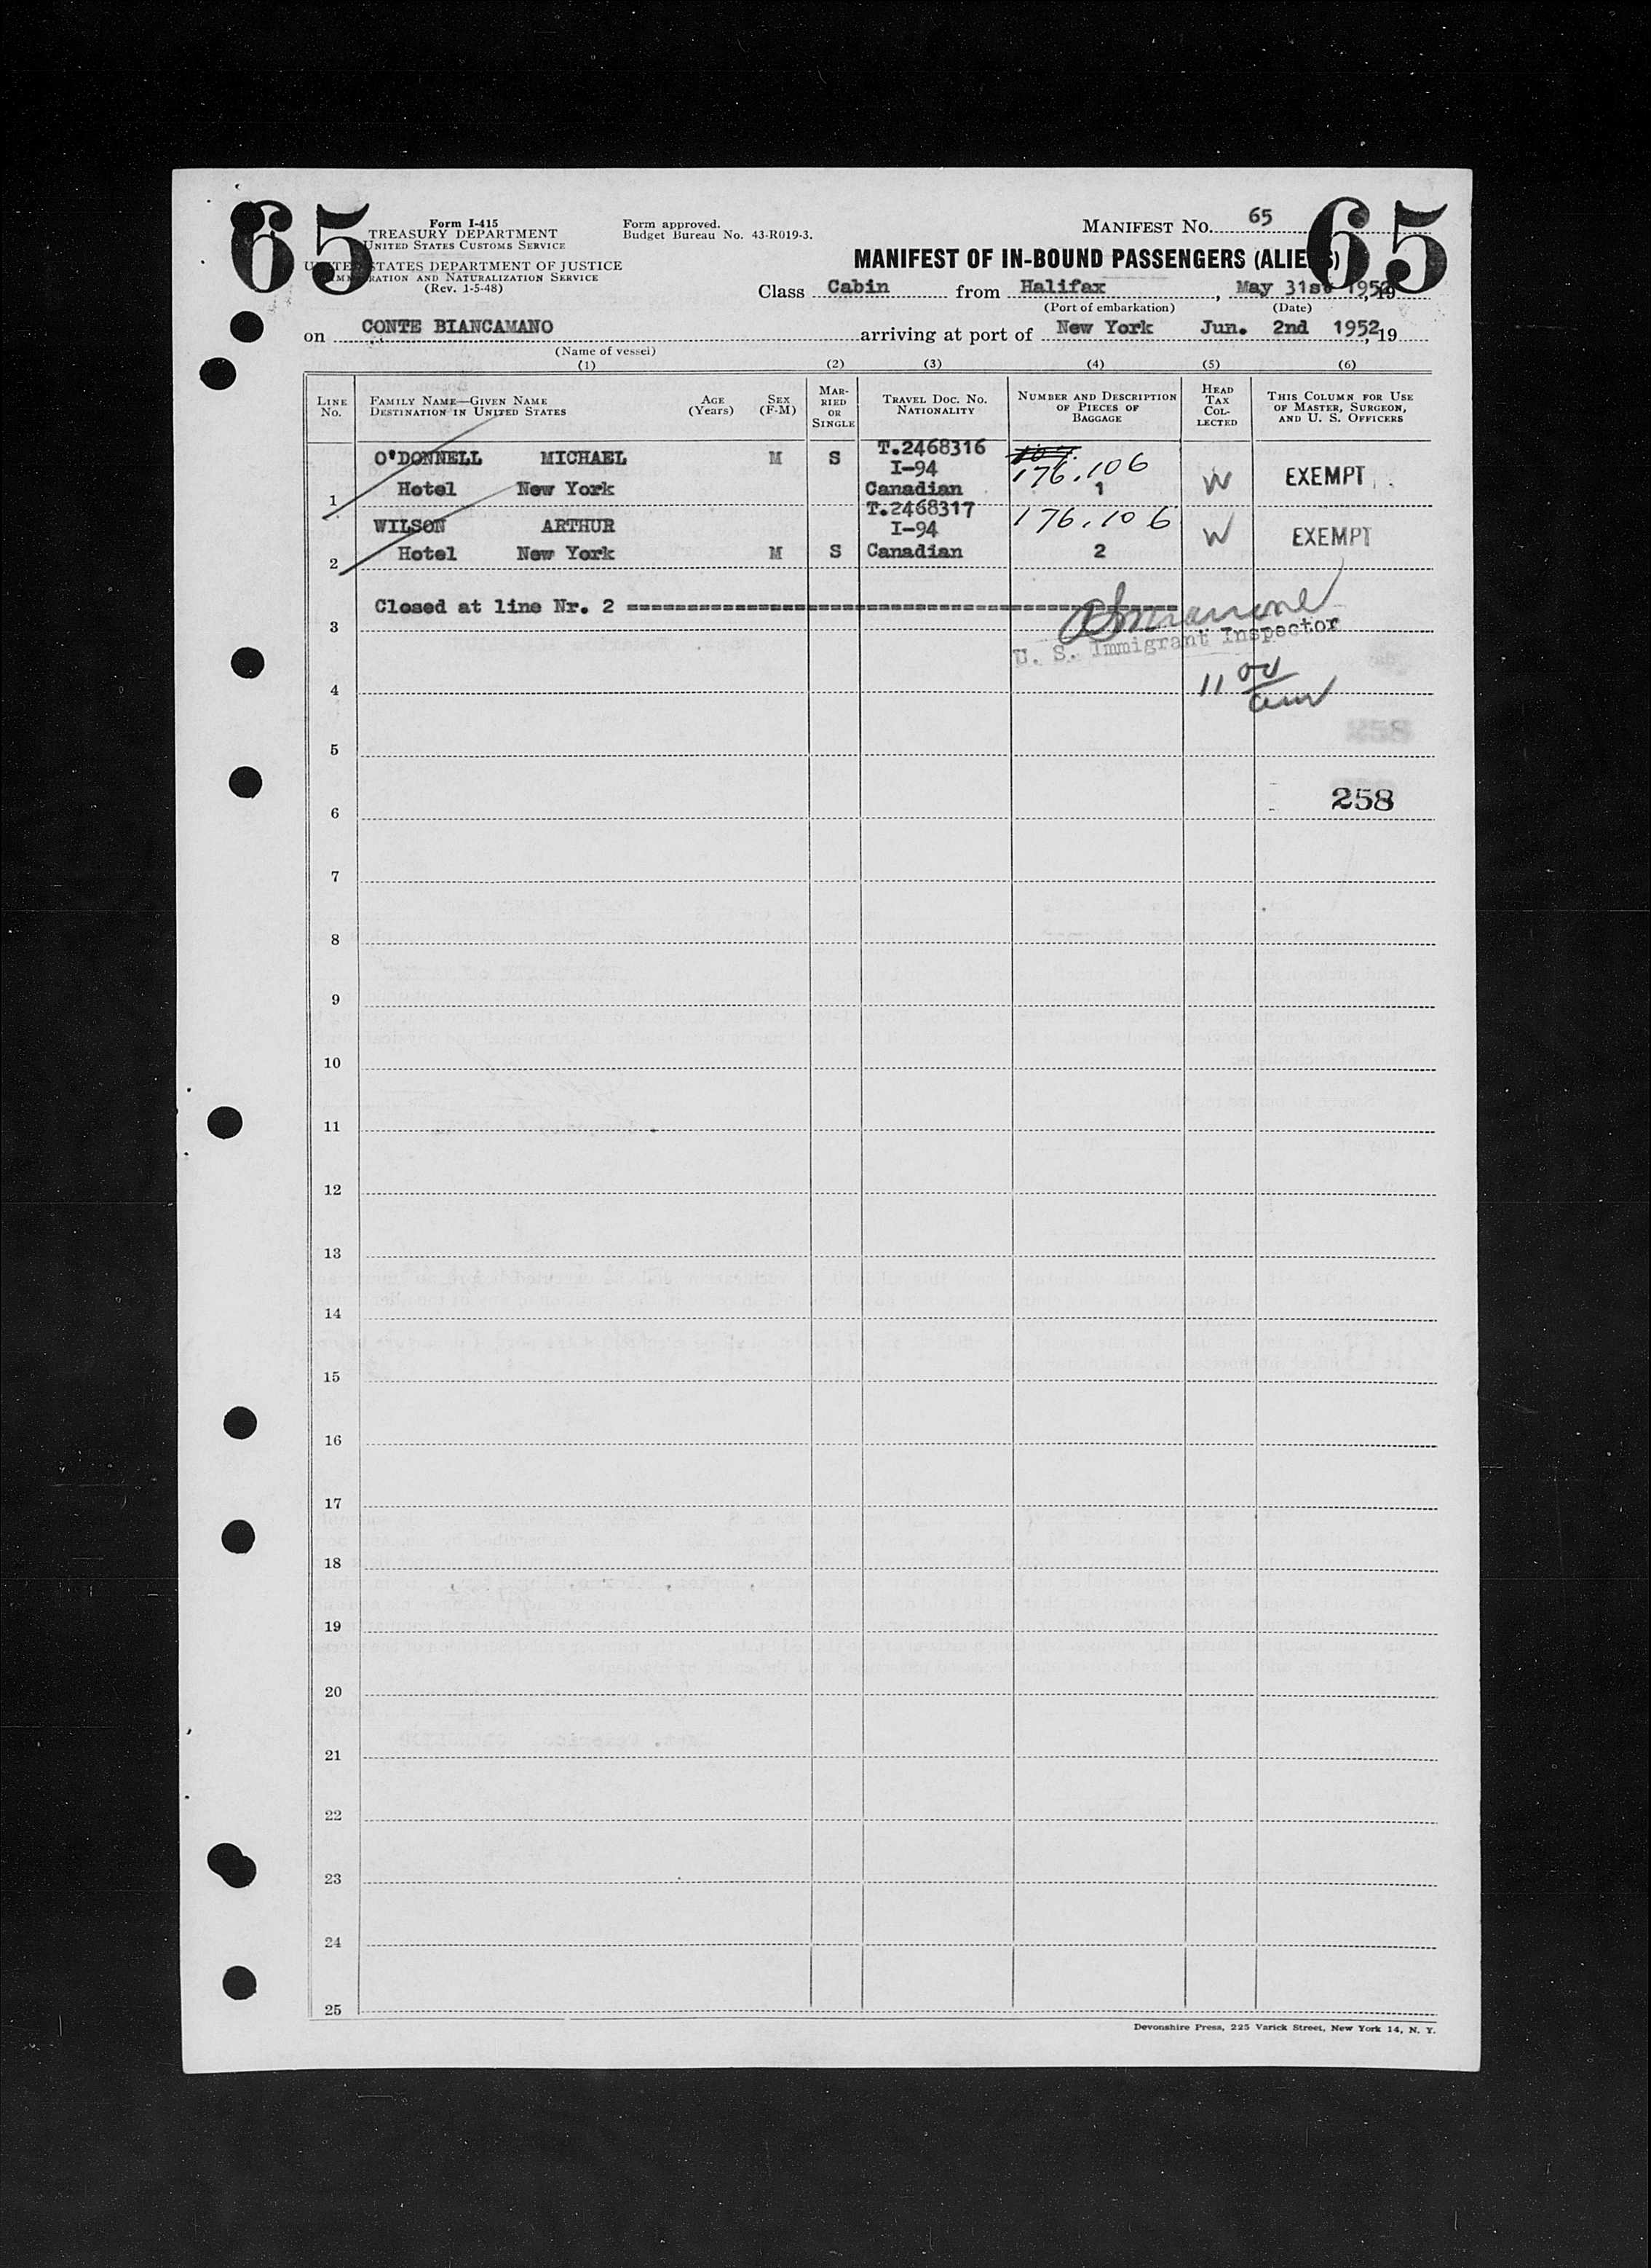 65
65
Form I-415
TREASURY DEPARTMENT
UNITED STATES CUSTOMS SERVICE
UNITED STATES DEPARTMENT OF JUSTICE
IMMIGRATION AND NATURALIZATION SERVICE
(Rev. 1-5-48)
Form approved.
Budget Bureau No. 43-R019-3.
MANIFEST NO. 65
MANIFEST OF IN-BOUND PASSENGERS (ALIENS)
Class Cabin from Halifax, May 31st 1952, 19
(Port of embarkation) (Date)
on CONTE BIANCAMANO arriving at port of New York Jun. 2nd 1952, 19
(Name of vessel)
(1) (2) (3) (4) (5) (6)
LINE No. FAMILY NAME—GIVEN NAME DESTINATION IN UNITED STATES AGE (Years) SEX (F-M) MARRIED OR SINGLE TRAVEL DOC. NO. NATIONALITY NUMBER AND DESCRIPTION OF PIECES OF BAGGAGE HEAD TAX COLLECTED THIS COLUMN FOR USE OF MASTER, SURGEON, AND U. S. OFFICERS
O'DONNELL MICHAEL M S T.2468316
I-94 176.106 W EXEMPT
1 Hotel New York Canadian 1
WILSON ARTHUR T.2468317
I-94 176.106 W EXEMPT
2 Hotel New York M S Canadian 2
Closed at line Nr. 2
3
U. S. Immigrant Inspector
4 11 00 am
5
258
6
7
8
9
10
11
12
13
14
15
16
17
18
19
20
21
22
23
24
25
Devonshire Press, 225 Varick Street, New York 14, N. Y.